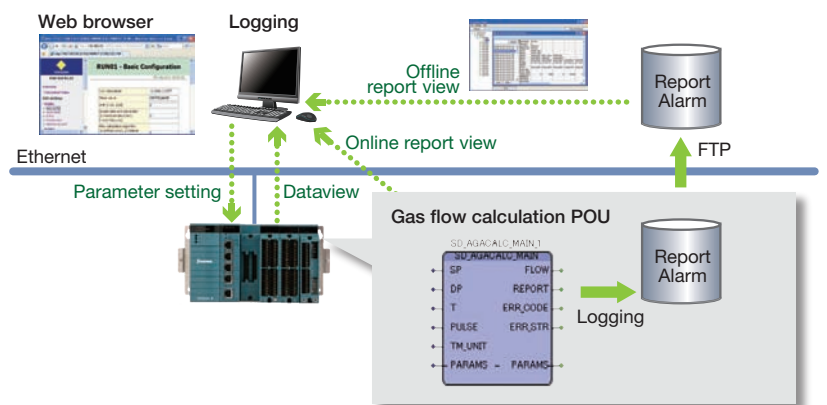 Web browser
Logging
RUN01 - Basic Configuration
Offline
report view
Report
Alarm
Online report view
FTP
Ethernet
Parameter setting
Dataview
Gas flow calculation POU
SD_AGACALC_MAIN_1
SD_AGACALC_MAIN
SP FLOW
DP REPORT
T ERR_CODE
PULSE ERR_STR
TM_UNIT
PARAMS – PARAMS
Logging
Report
Alarm